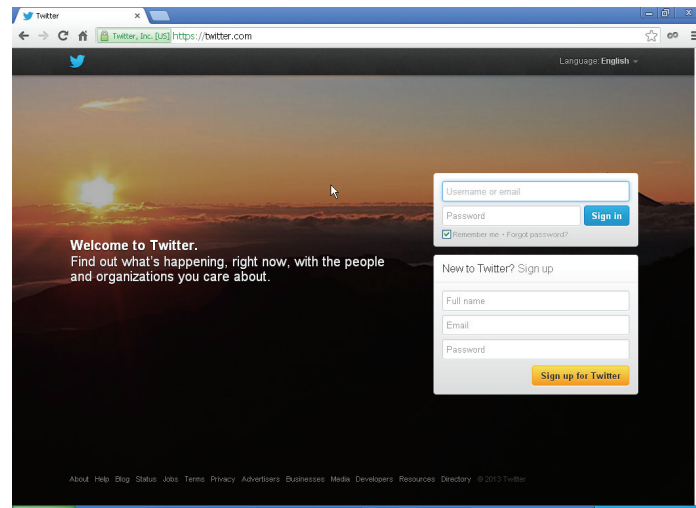 Twitter
Twitter, Inc. [US] https://twitter.com
Language: English
Username or email
Password
Sign in
Remember me · Forgot password?
Welcome to Twitter.
Find out what's happening, right now, with the people
and organizations you care about.
New to Twitter? Sign up
Full name
Email
Password
Sign up for Twitter
About Help Blog Status Jobs Terms Privacy Advertisers Businesses Media Developers Resources Directory © 2013 Twitter